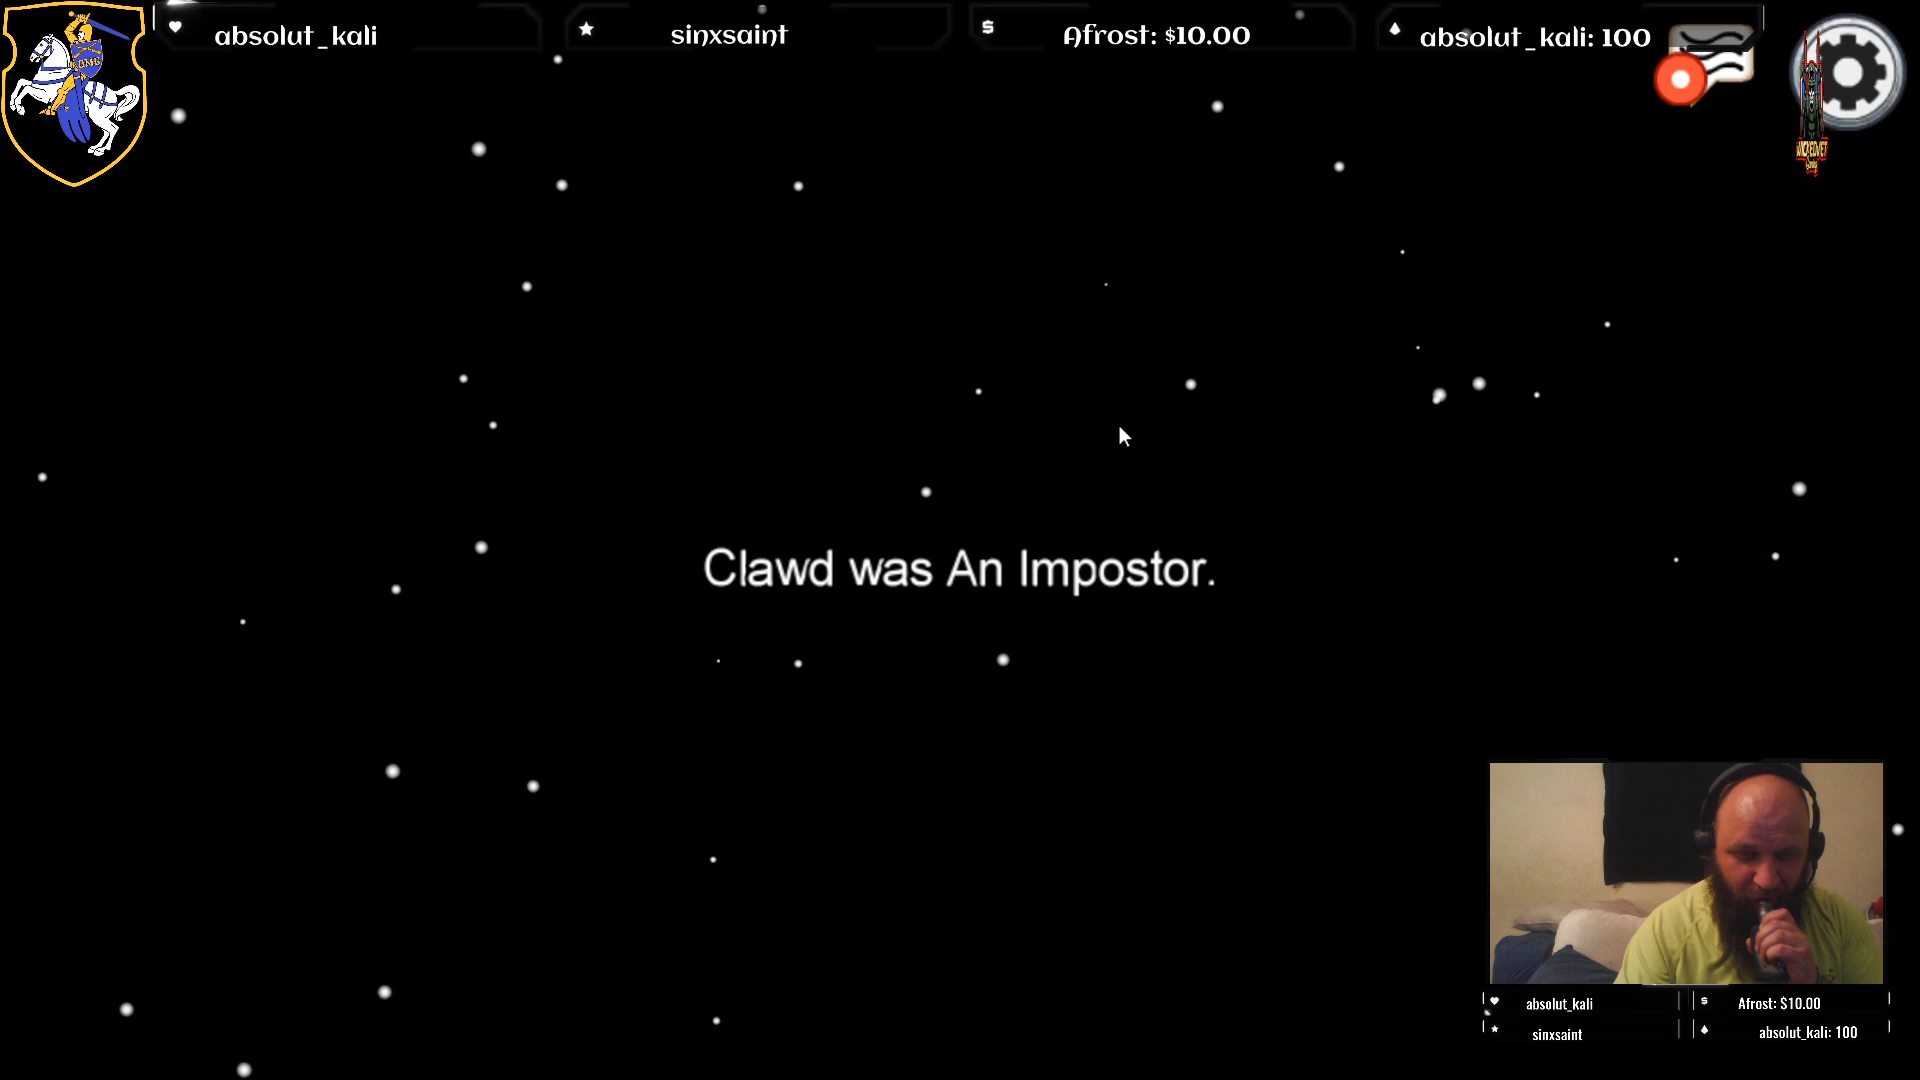 absolut_kali
sinxsaint
$ Afrost: $10.00
absolut_kali: 100
Clawd was An Impostor.
absolut_kali
$ Afrost: $10.00
sinxsaint
absolut_kali: 100